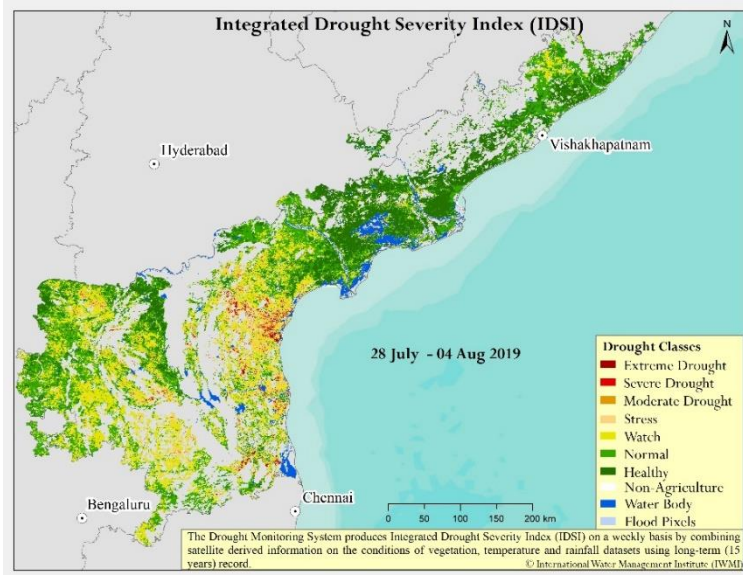 Integrated Drought Severity Index (IDSI)
N
Hyderabad
Vishakhapatnam
28 July - 04 Aug 2019
Drought Classes
Extreme Drought
Severe Drought
Moderate Drought
Stress
Watch
Normal
Healthy
Non-Agriculture
Water Body
Flood Pixels
Bengaluru
Chennai
0 50 100 200 km
The Drought Monitoring System produces Integrated Drought Severity Index (IDSI) on a weekly basis by combining
satellite derived information on the conditions of vegetation, temperature and rainfall datasets using long-term (15
years) record.
© International Water Management Institute (IWMI)